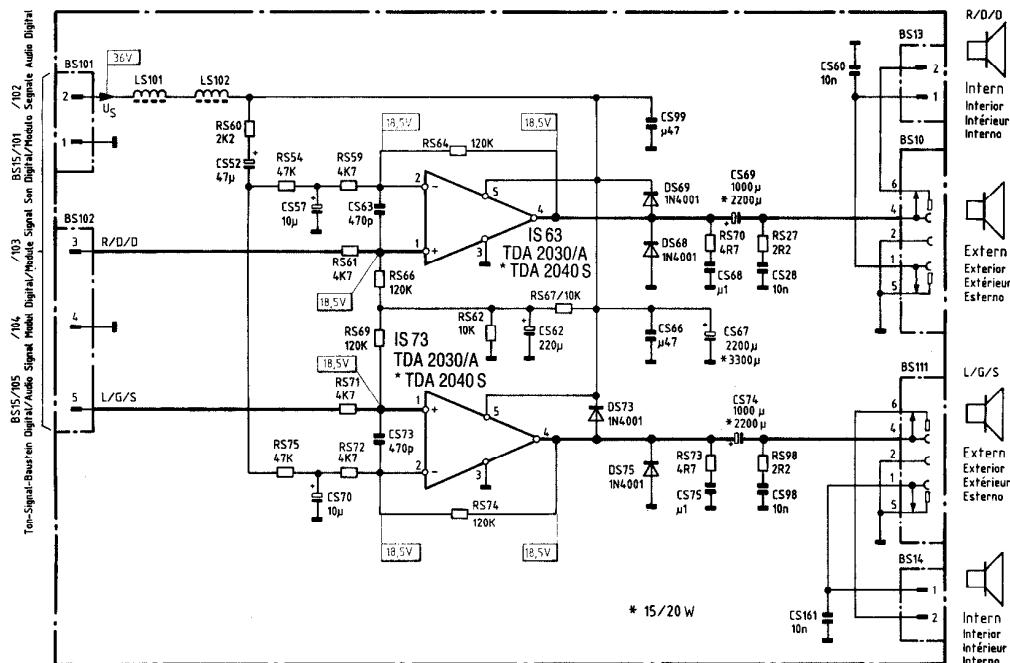 Ton-Signal-Baustein Digital/Audio Signal Modul Digital/Module Signal Son Digital/Modulo Segnale Audio Digital
BS15/105 /104 BS15/103 BS15/101 /102
BS101
36V
2
US
LS101
LS102
1
RS60
2K2
CS52
47µ
RS54
47K
RS59
4K7
CS57
10µ
CS63
470p
18,5V
RS64
120K
18,5V
2
5
4
1
3
IS 63
TDA 2030/A
* TDA 2040 S
CS99
µ47
DS69
1N4001
DS68
1N4001
CS69
1000µ
* 2200µ
RS70
4R7
CS68
µ1
RS27
2R2
CS28
10n
CS60
10n
BS13
2
1
R/D/D
Intern
Interior
Intérieur
Interno
BS10
6
4
2
1
5
Extern
Exterior
Extérieur
Esterno
BS102
3
R/D/D
RS61
4K7
RS66
120K
18,5V
4
RS69
120K
RS62
10K
CS62
220µ
RS67/10K
CS66
µ47
CS67
2200µ
* 3300µ
IS 73
TDA 2030/A
* TDA 2040 S
18,5V
5
L/G/S
RS71
4K7
1
5
4
2
3
CS73
470p
RS75
47K
RS72
4K7
CS70
10µ
RS74
120K
18,5V
18,5V
DS73
1N4001
DS75
1N4001
CS74
1000 µ
* 2200µ
RS73
4R7
CS75
µ1
RS98
2R2
CS98
10n
BS111
6
4
2
1
5
L/G/S
Extern
Exterior
Extérieur
Esterno
BS14
1
2
CS161
10n
* 15/20 W
Intern
Interior
Intérieur
Interno